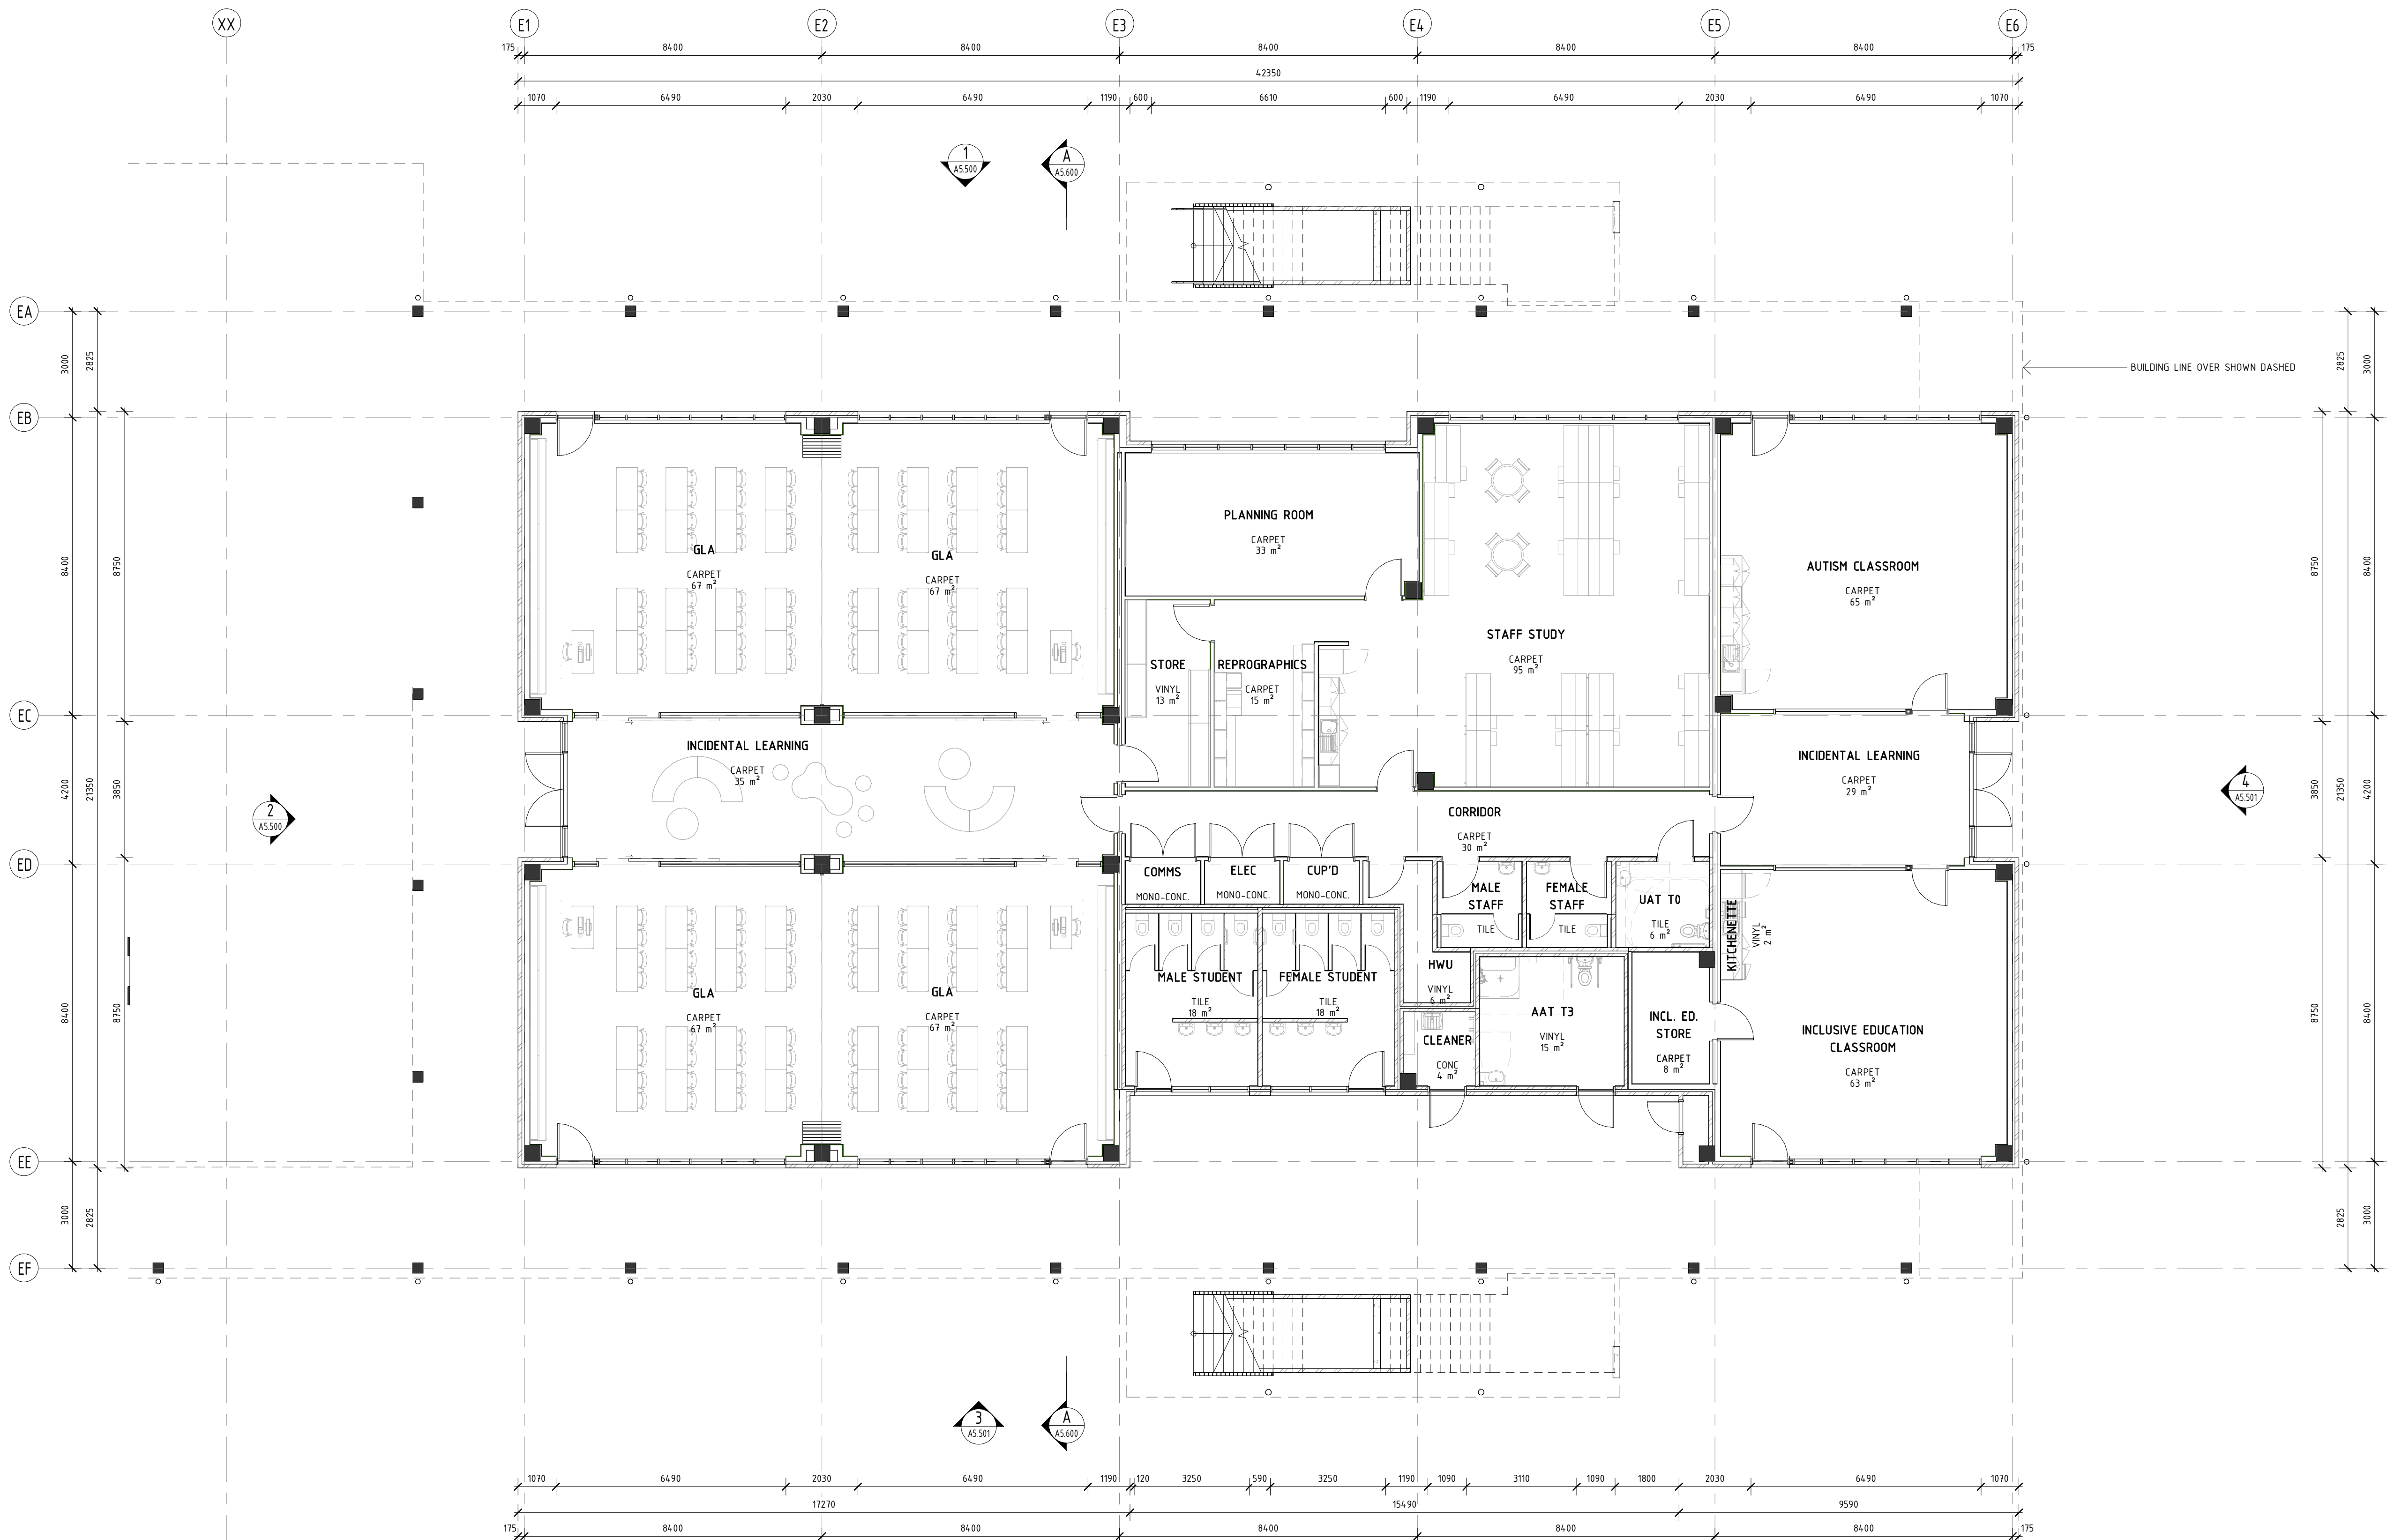 XX
E1
E2
E3
E4
E5
E6
175
8400
8400
8400
8400
8400
175
42350
1070
6490
2030
6490
1190
600
6610
600
1190
6490
2030
6490
1070
1
A5.500
A
A5.600
EA
EB
EC
ED
EE
EF
3000
2825
8400
8750
4200
21350
3850
8400
8750
3000
2825
2825
3000
8750
8400
3850
21350
4200
8750
8400
2825
3000
BUILDING LINE OVER SHOWN DASHED
GLA
CARPET
67 m²
GLA
CARPET
67 m²
PLANNING ROOM
CARPET
33 m²
STAFF STUDY
CARPET
95 m²
AUTISM CLASSROOM
CARPET
65 m²
STORE
VINYL
13 m²
REPROGRAPHICS
CARPET
15 m²
INCIDENTAL LEARNING
CARPET
35 m²
INCIDENTAL LEARNING
CARPET
29 m²
2
A5.500
4
A5.501
CORRIDOR
CARPET
30 m²
COMMS
MONO-CONC.
ELEC
MONO-CONC.
CUP'D
MONO-CONC.
MALE
STAFF
TILE
FEMALE
STAFF
TILE
UAT T0
TILE
6 m²
KITCHENETTE
VINYL
2 m²
GLA
CARPET
67 m²
GLA
CARPET
67 m²
MALE STUDENT
TILE
18 m²
FEMALE STUDENT
TILE
18 m²
HWU
VINYL
6 m²
CLEANER
CONC
4 m²
AAT T3
VINYL
15 m²
INCL. ED.
STORE
CARPET
8 m²
INCLUSIVE EDUCATION
CLASSROOM
CARPET
63 m²
3
A5.501
A
A5.600
1070
6490
2030
6490
1190
120
3250
590
3250
1190
1090
3110
1090
1800
2030
6490
1070
17270
15490
9590
175
8400
8400
8400
8400
8400
175